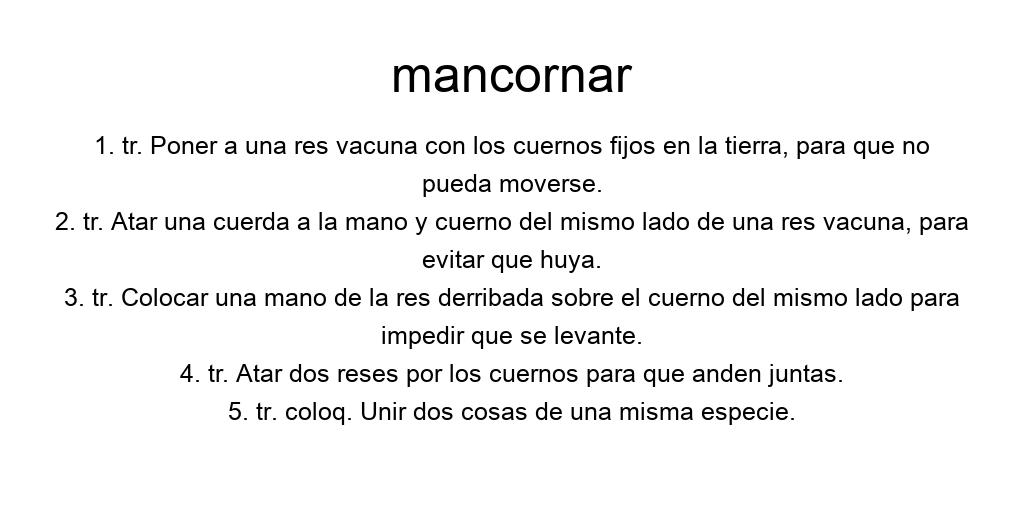 mancornar
1. tr. Poner a una res vacuna con los cuernos fijos en la tierra, para que no
pueda moverse.
2. tr. Atar una cuerda a la mano y cuerno del mismo lado de una res vacuna, para
evitar que huya.
3. tr. Colocar una mano de la res derribada sobre el cuerno del mismo lado para
impedir que se levante.
4. tr. Atar dos reses por los cuernos para que anden juntas.
5. tr. coloq. Unir dos cosas de una misma especie.